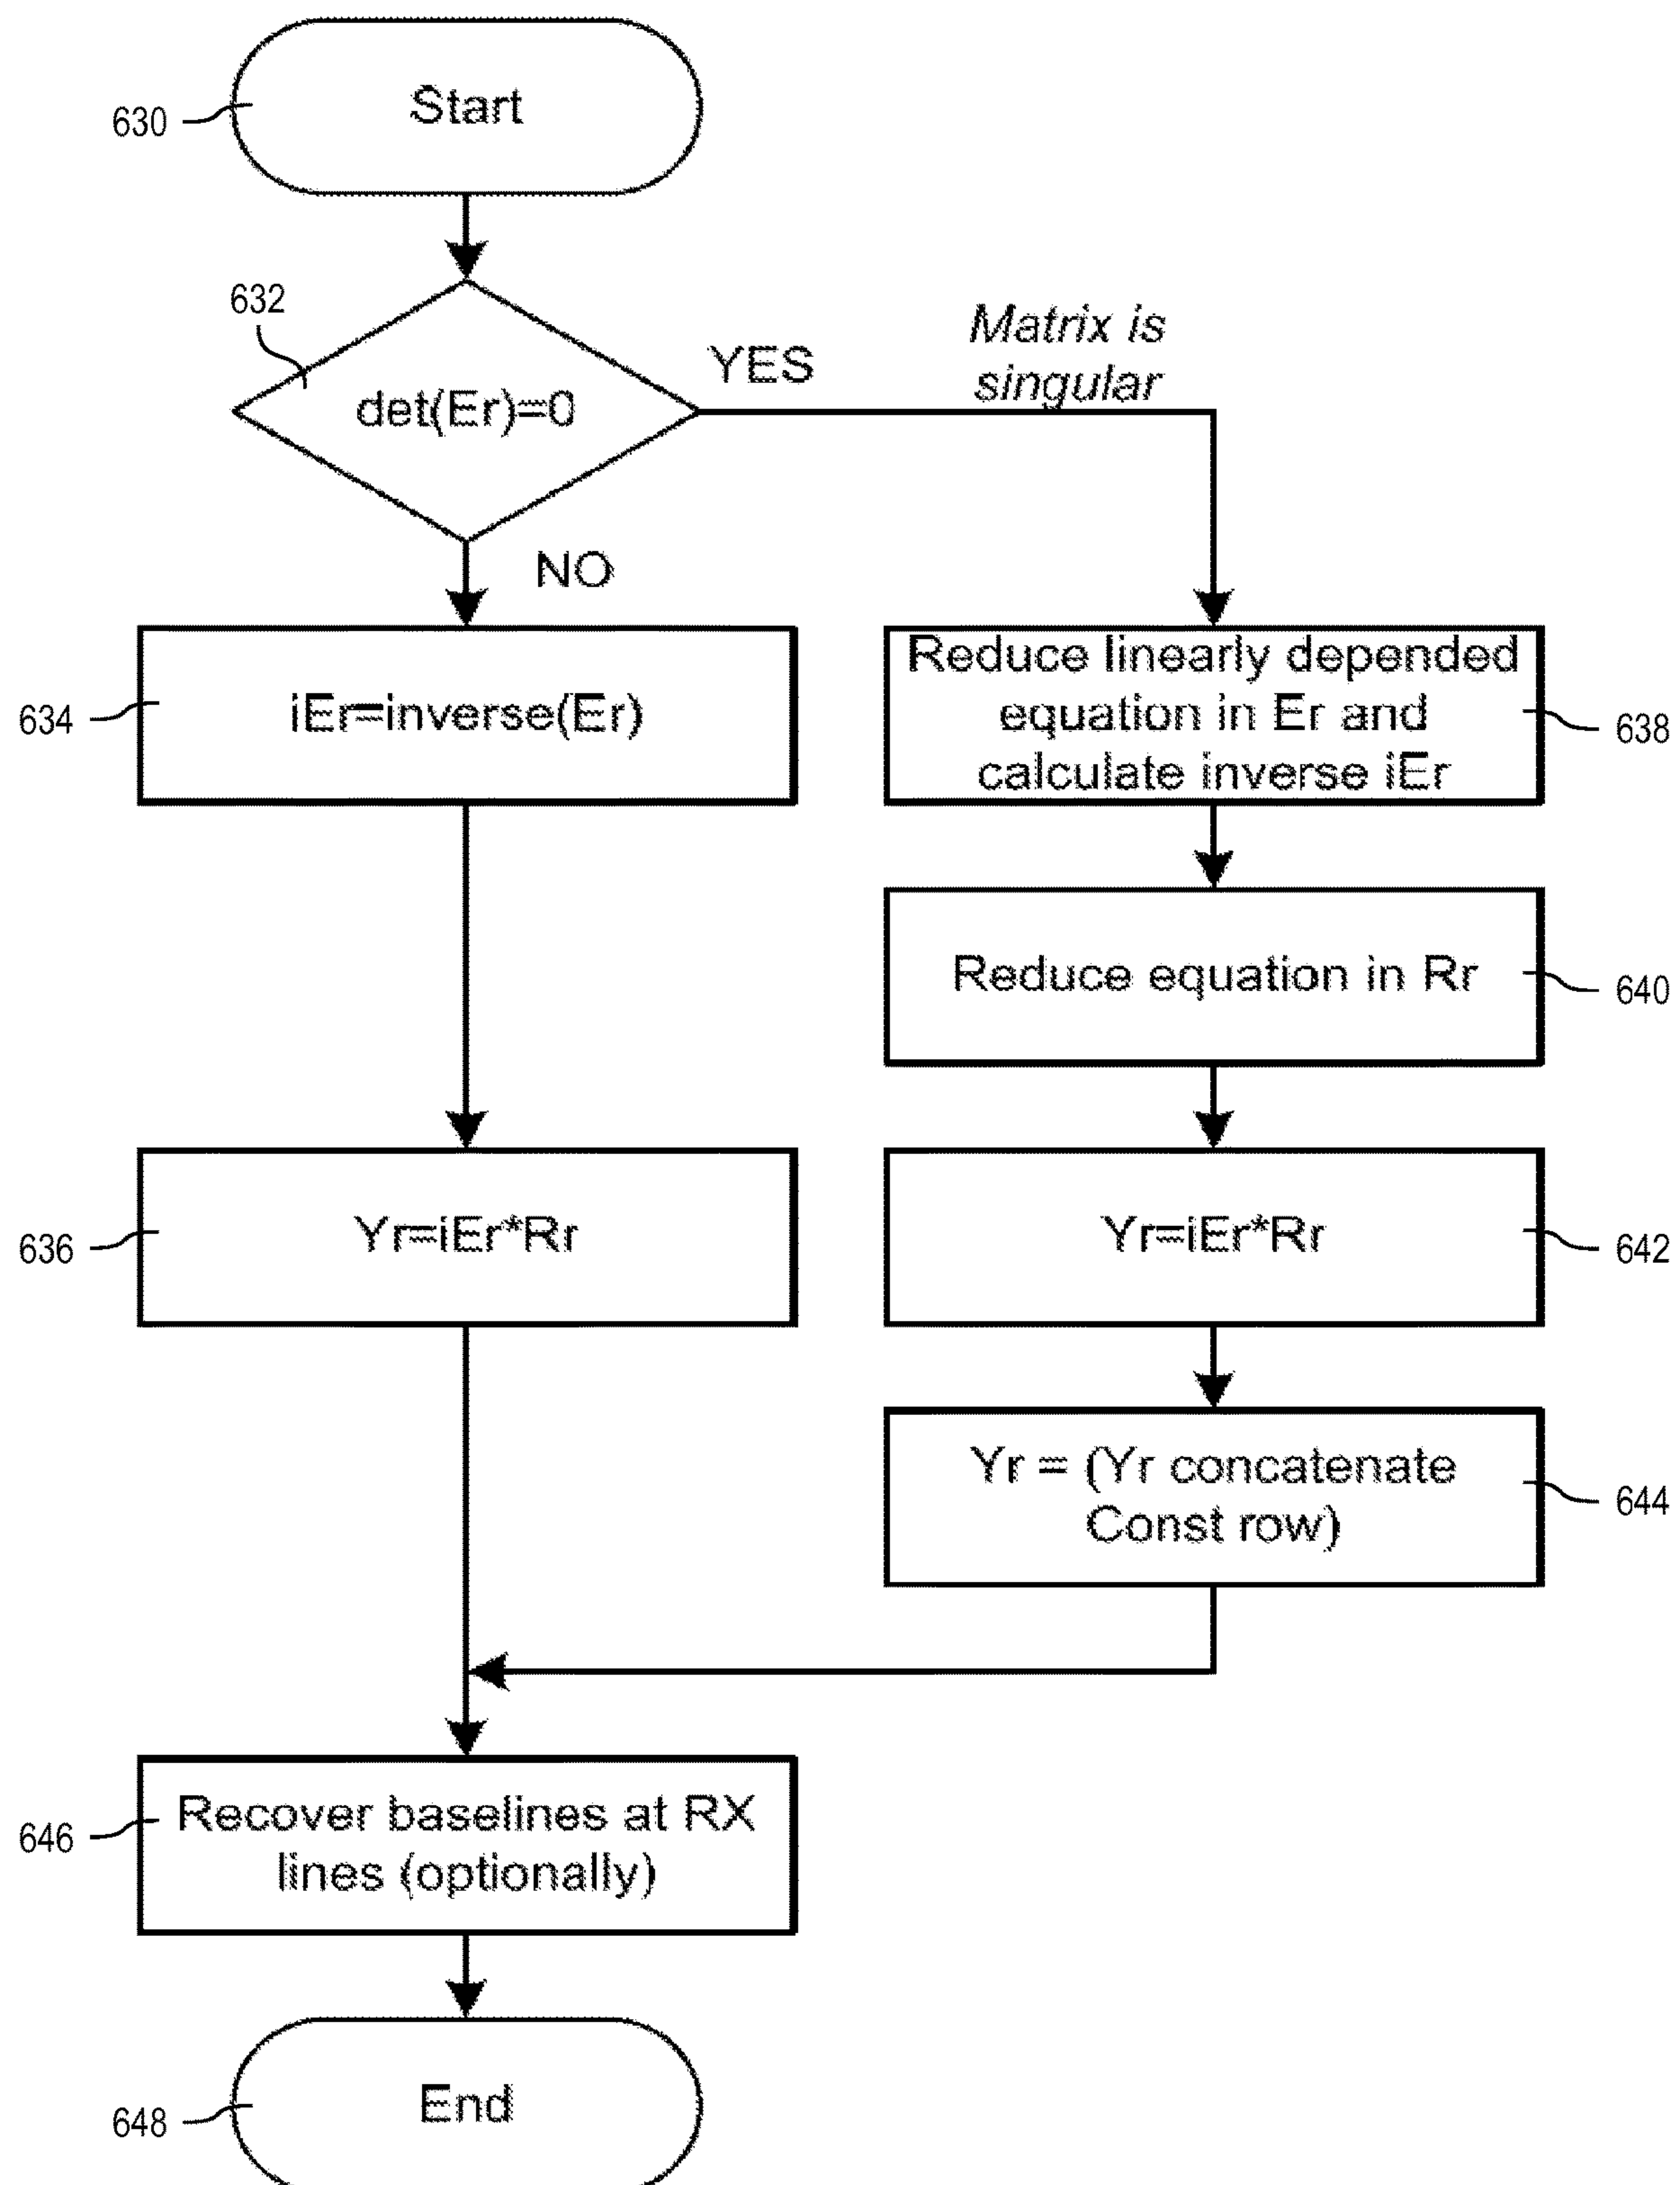 Start
630
632
det(Er)=0
YES
Matrix is
singular
NO
iEr=inverse(Er)
634
Reduce linearly depended
equation in Er and
calculate inverse iEr
638
Reduce equation in Rr
640
Yr=iEr*Rr
636
Yr=iEr*Rr
642
Yr = (Yr concatenate
Const row)
644
Recover baselines at RX
lines (optionally)
646
End
648